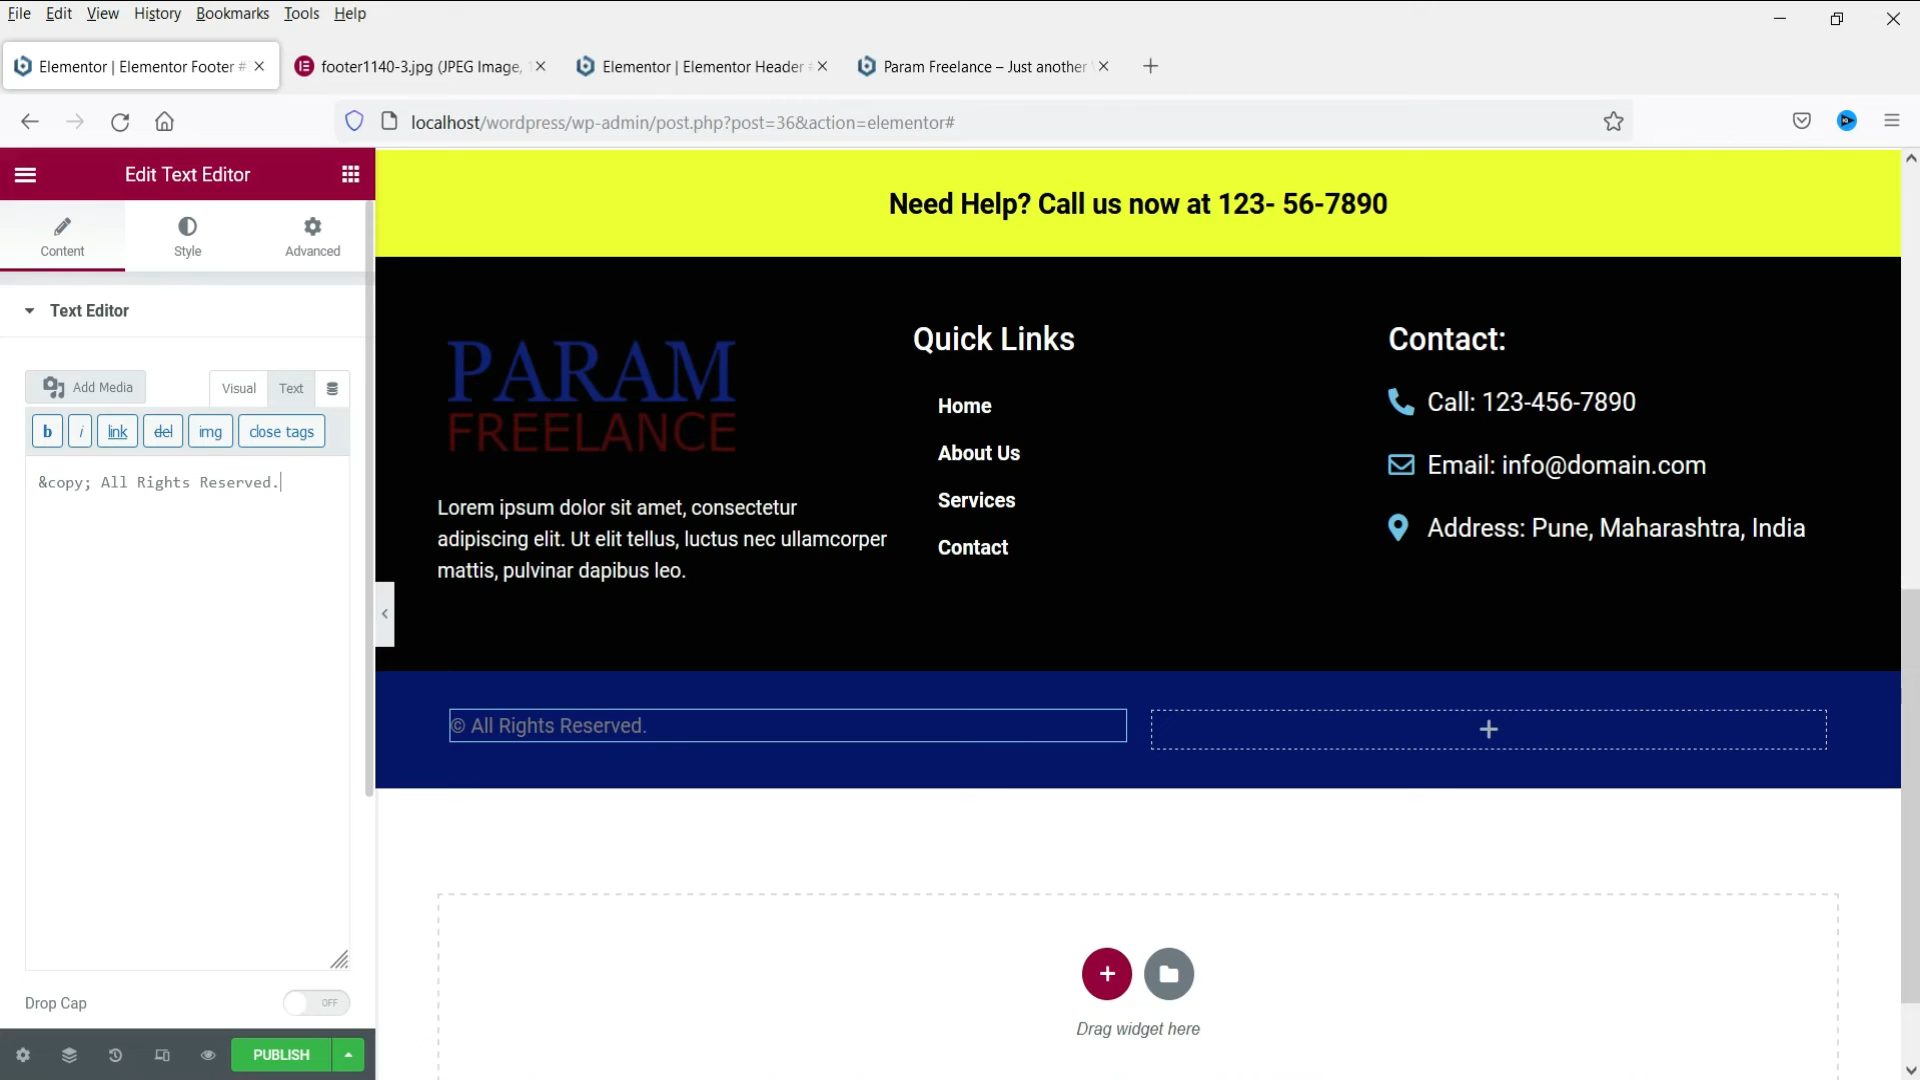 File Edit View History Bookmarks Tools Help
Elementor | Elementor Footer #
footer1140-3.jpg (JPEG Image, 1
Elementor | Elementor Header #
Param Freelance – Just another
localhost/wordpress/wp-admin/post.php?post=36&action=elementor#
Edit Text Editor
Content
Style
Advanced
Text Editor
Add Media
Visual
Text
b
i
link
del
img
close tags
&copy; All Rights Reserved.
Drop Cap
OFF
PUBLISH
Need Help? Call us now at 123- 56-7890
PARAM
FREELANCE
Lorem ipsum dolor sit amet, consectetur
adipiscing elit. Ut elit tellus, luctus nec ullamcorper
mattis, pulvinar dapibus leo.
Quick Links
Home
About Us
Services
Contact
Contact:
Call: 123-456-7890
Email: info@domain.com
Address: Pune, Maharashtra, India
© All Rights Reserved.
Drag widget here